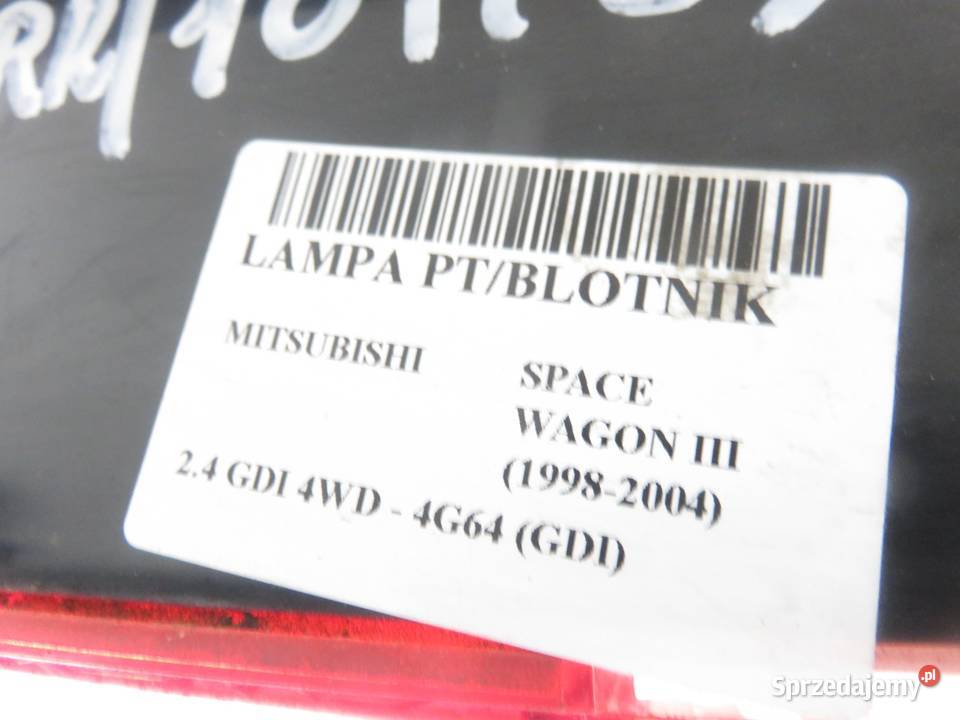 LAMPA PT/BLOTNIK
MITSUBISHI
SPACE
WAGON III
(1998-2004)
2.4 GDI 4WD - 4G64 (GDI)
Sprzedajemy.pl